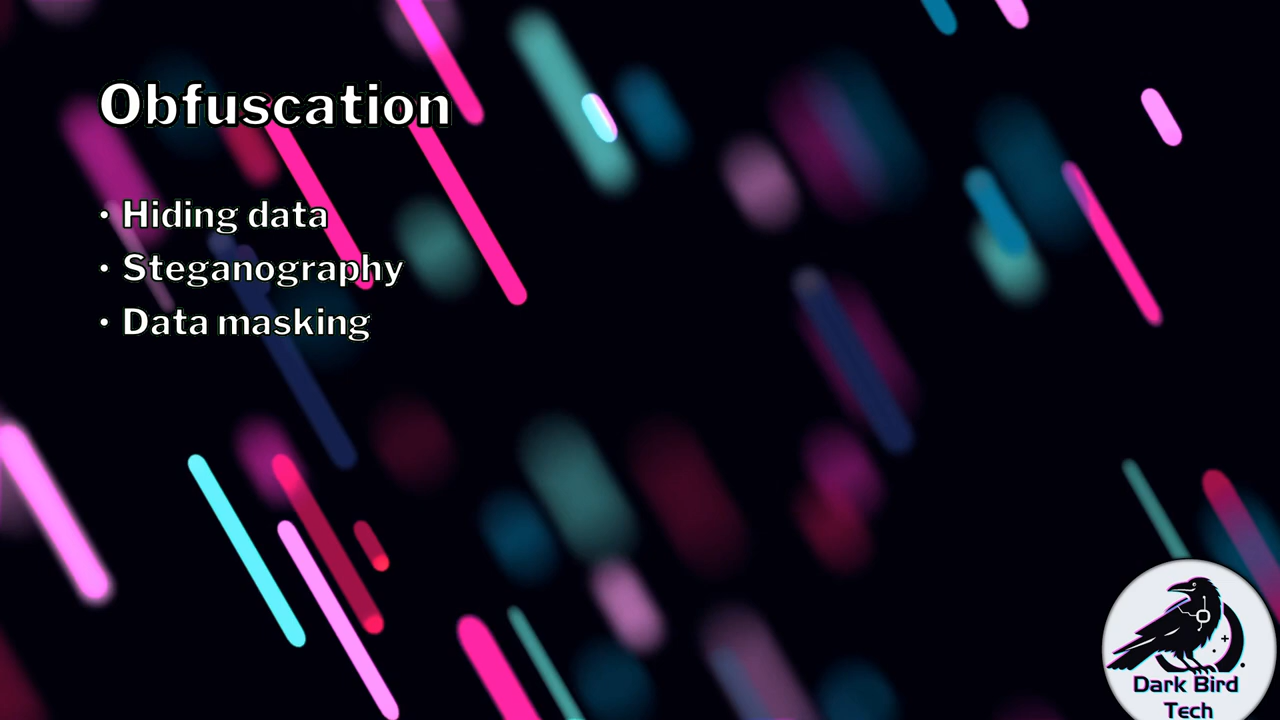 Obfuscation
• Hiding data
• Steganography
• Data masking
Dark Bird
Tech